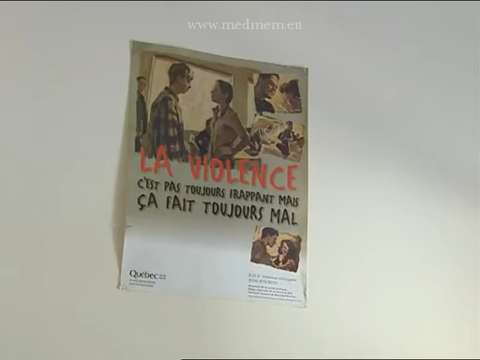 www.medmem.eu
LA VIOLENCE
C'EST PAS TOUJOURS FRAPPANT MAIS
ÇA FAIT TOUJOURS MAL
Québec